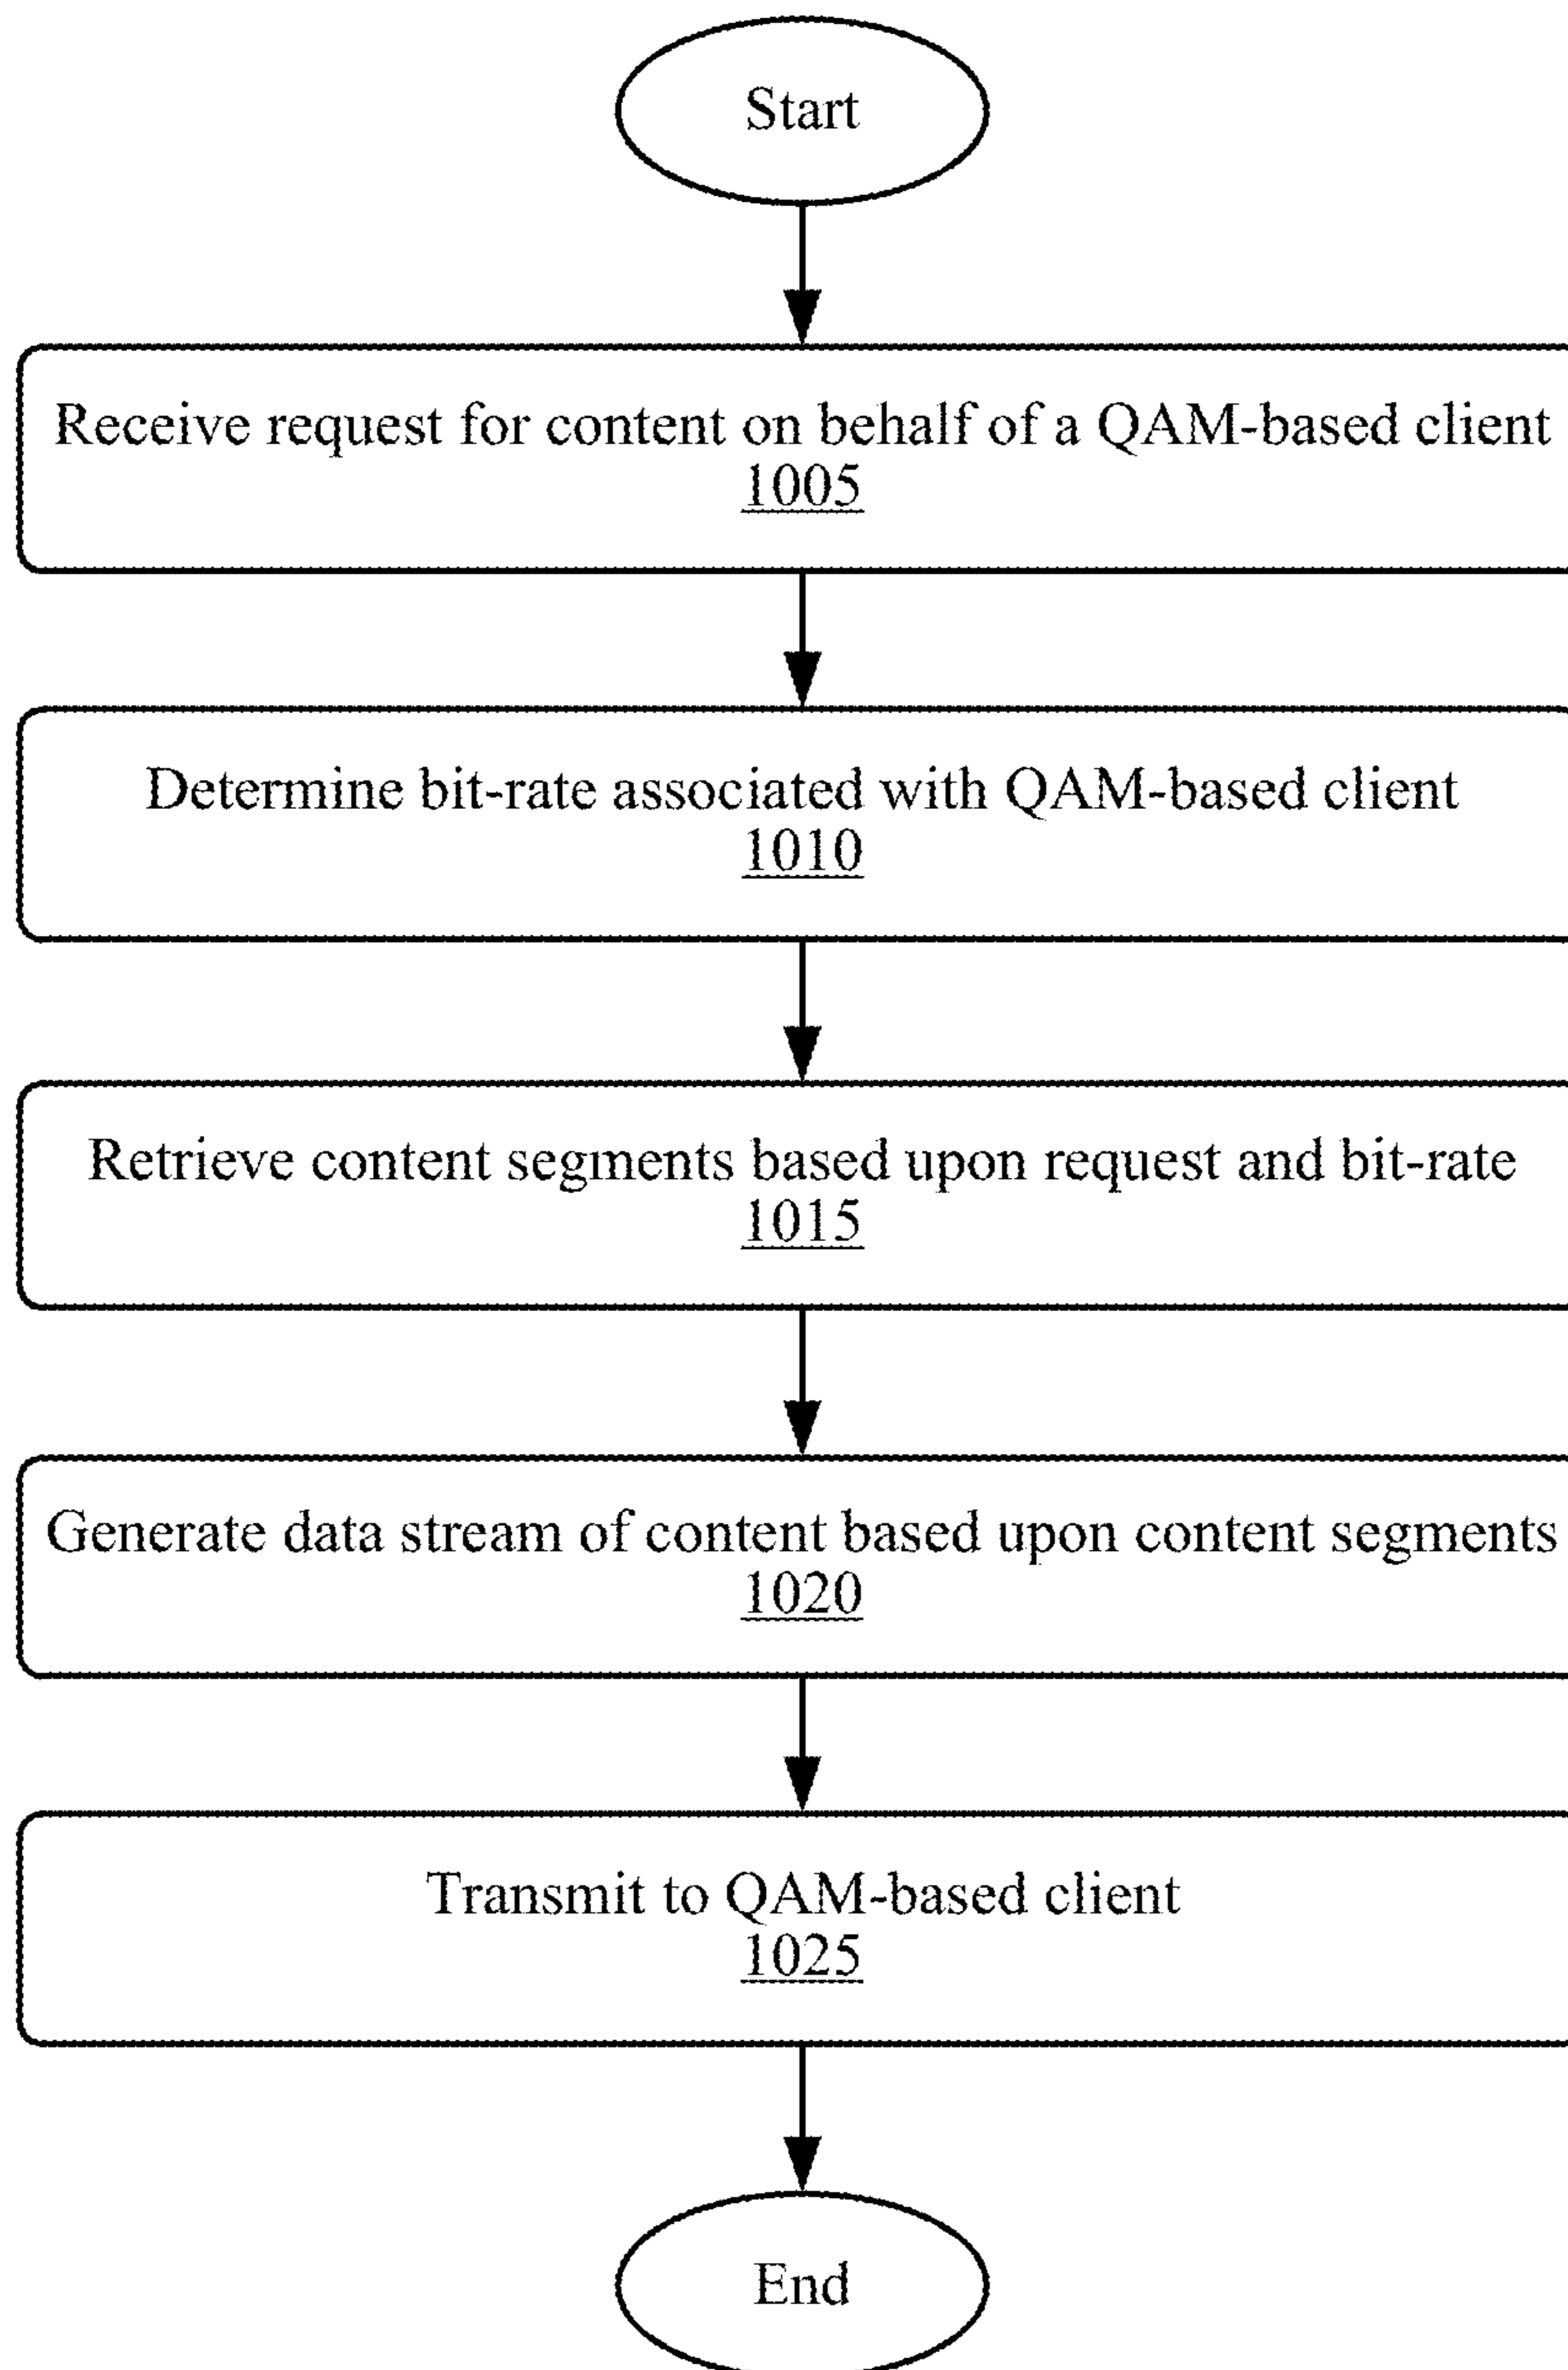 Start
Receive request for content on behalf of a QAM-based client
1005
Determine bit-rate associated with QAM-based client
1010
Retrieve content segments based upon request and bit-rate
1015
Generate data stream of content based upon content segments
1020
Transmit to QAM-based client
1025
End